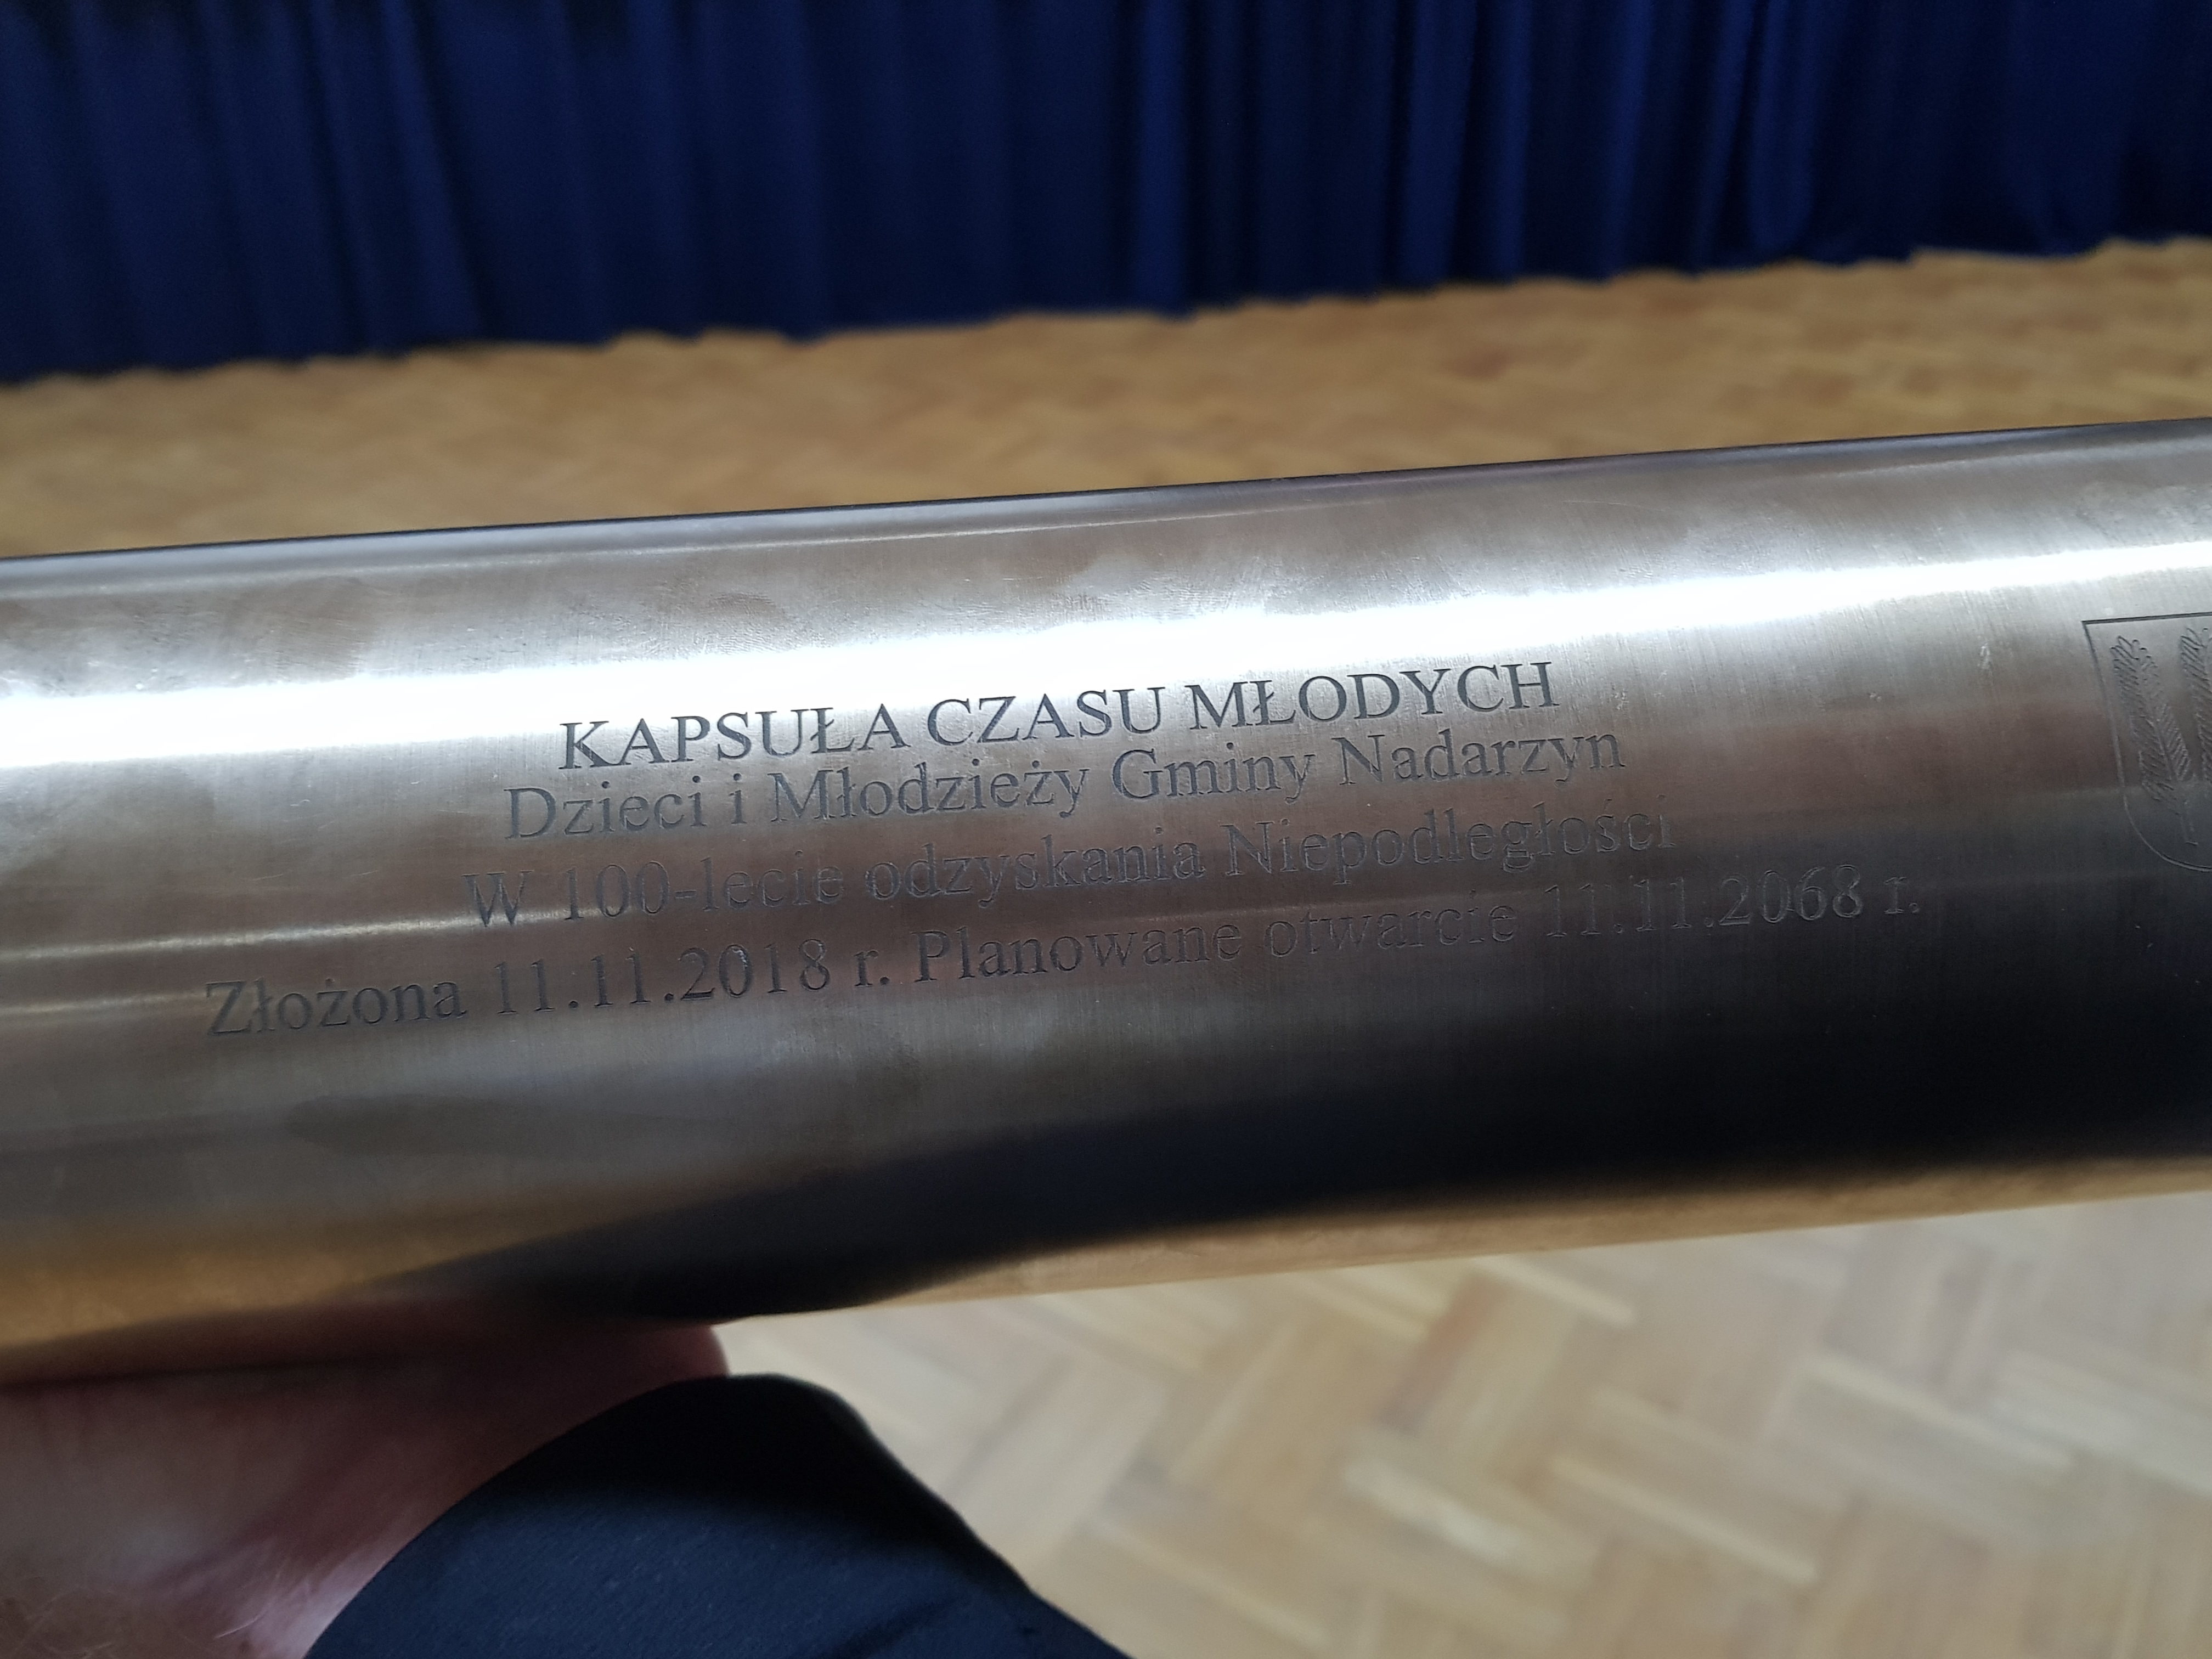 KAPSUŁA CZASU MŁODYCH
Dzieci i Młodzieży Gminy Nadarzyn
W 100-lecie odzyskania Niepodległości
Złożona 11.11.2018 r. Planowane otwarcie 11.11.2068 r.